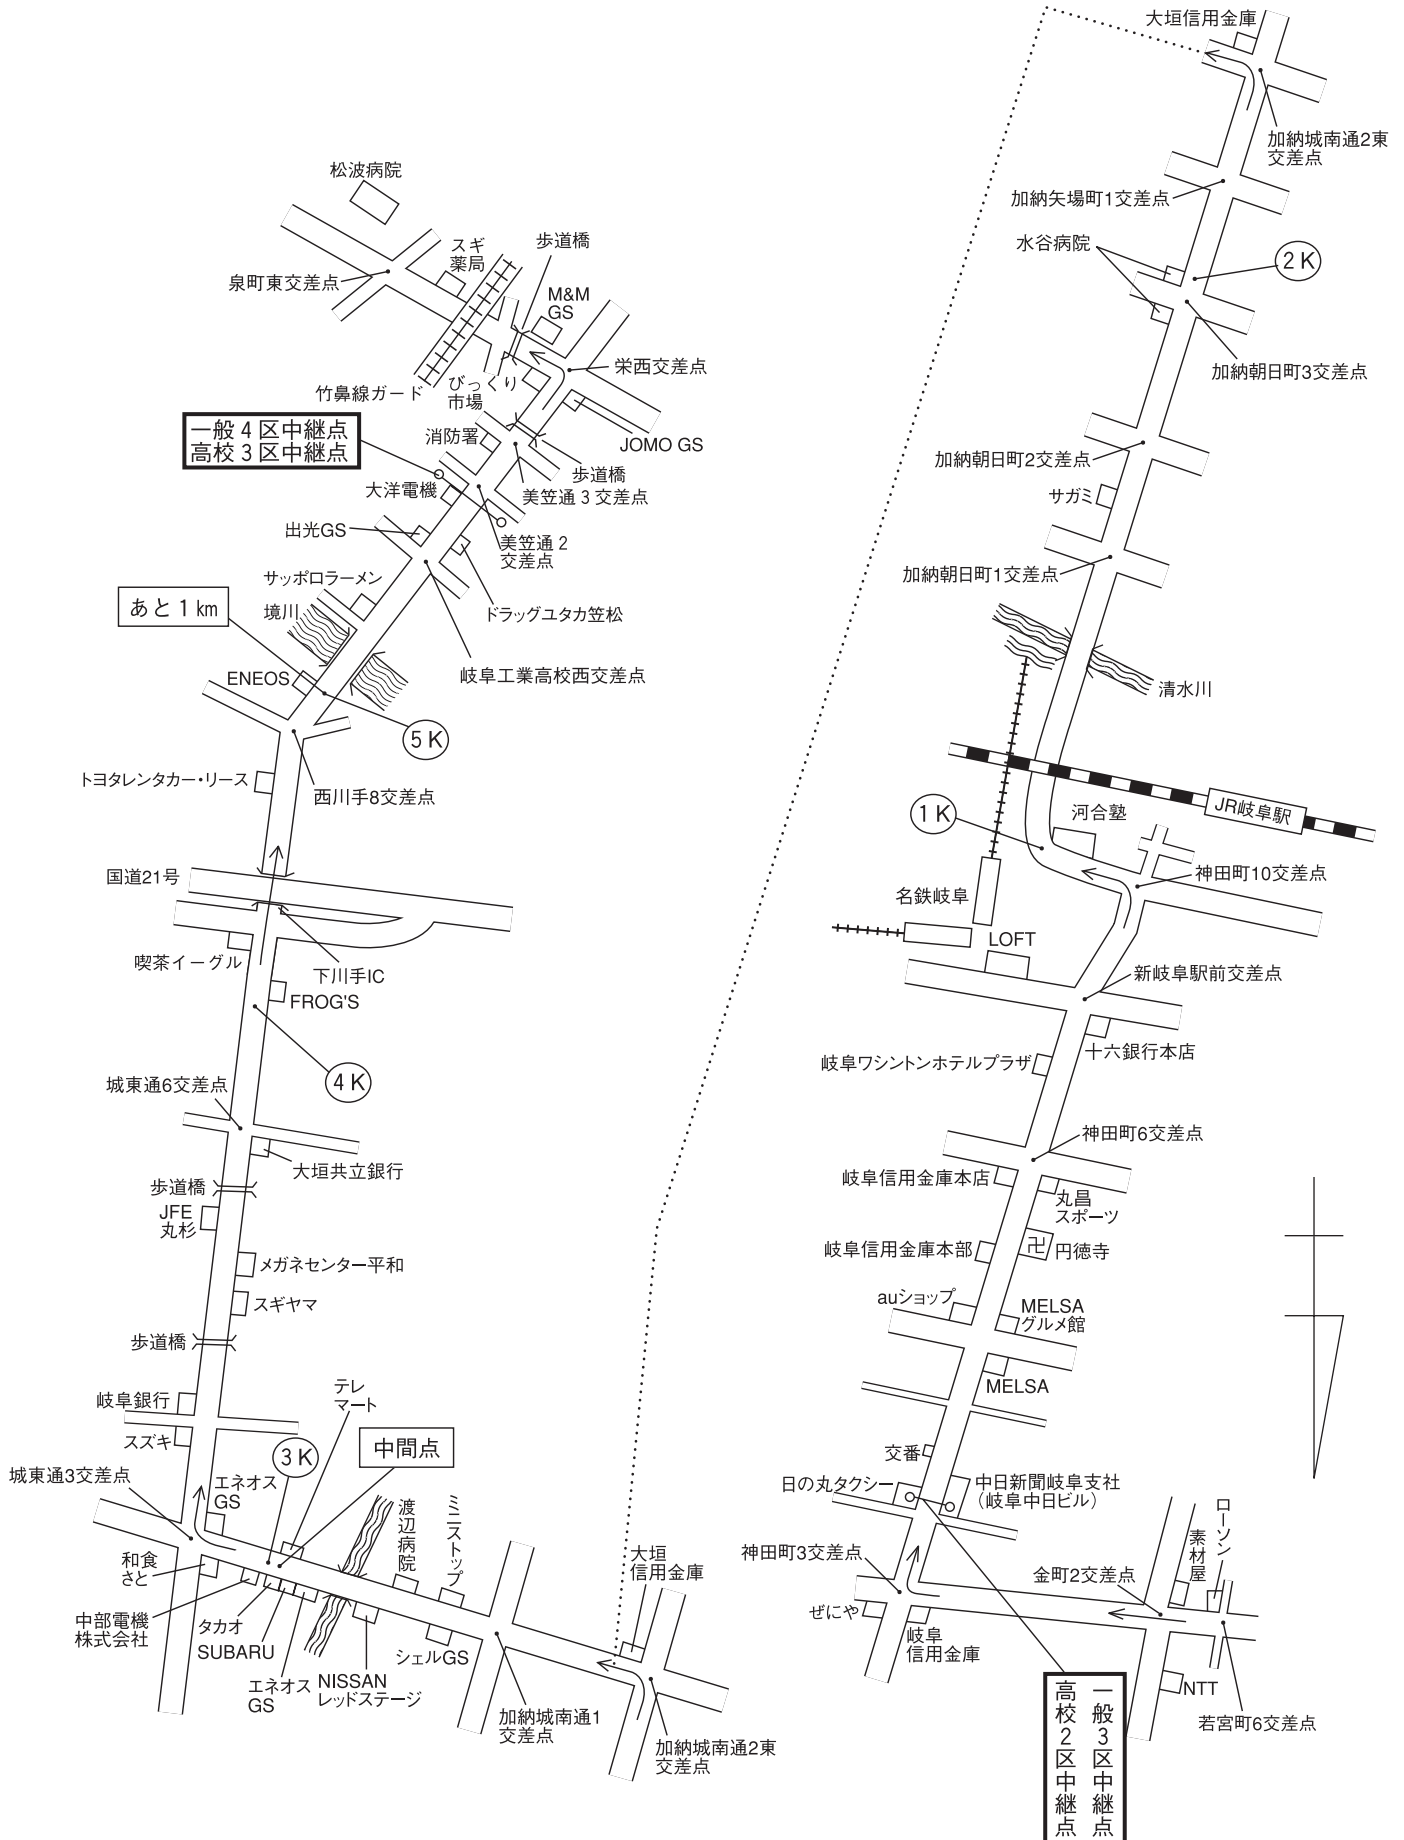 大垣信用金庫
加納城南通2東
交差点
加納矢場町1交差点
水谷病院
2K
加納朝日町3交差点
加納朝日町2交差点
サガミ
加納朝日町1交差点
清水川
JR岐阜駅
1K
河合塾
神田町10交差点
名鉄岐阜
LOFT
新岐阜駅前交差点
十六銀行本店
岐阜ワシントンホテルプラザ
神田町6交差点
岐阜信用金庫本店
丸昌
スポーツ
岐阜信用金庫本部
卍
円徳寺
auショップ
MELSA
グルメ館
MELSA
交番
日の丸タクシー
中日新聞岐阜支社
（岐阜中日ビル）
神田町3交差点
ぜにや
岐阜
信用金庫
金町2交差点
素材屋
ローソン
NTT
若宮町6交差点
一般3区中継点
高校2区中継点
松波病院
泉町東交差点
スギ
薬局
歩道橋
M&M
GS
栄西交差点
竹鼻線ガード
びっくり
市場
JOMO GS
一般4区中継点
高校3区中継点
消防署
歩道橋
美笠通3交差点
大洋電機
美笠通2
交差点
出光GS
サッポロラーメン
ドラッグユタカ笠松
境川
あと1km
岐阜工業高校西交差点
ENEOS
5K
トヨタレンタカー・リース
西川手8交差点
国道21号
喫茶イーグル
下川手IC
FROG'S
4K
城東通6交差点
大垣共立銀行
歩道橋
JFE
丸杉
メガネセンター平和
スギヤマ
歩道橋
岐阜銀行
スズキ
テレ
マート
3K
中間点
城東通3交差点
エネオス
GS
渡辺病院
ミニストップ
和食
さと
中部電機
株式会社
タカオ
SUBARU
エネオス
GS
NISSAN
レッドステージ
シェルGS
大垣
信用金庫
加納城南通1
交差点
加納城南通2東
交差点